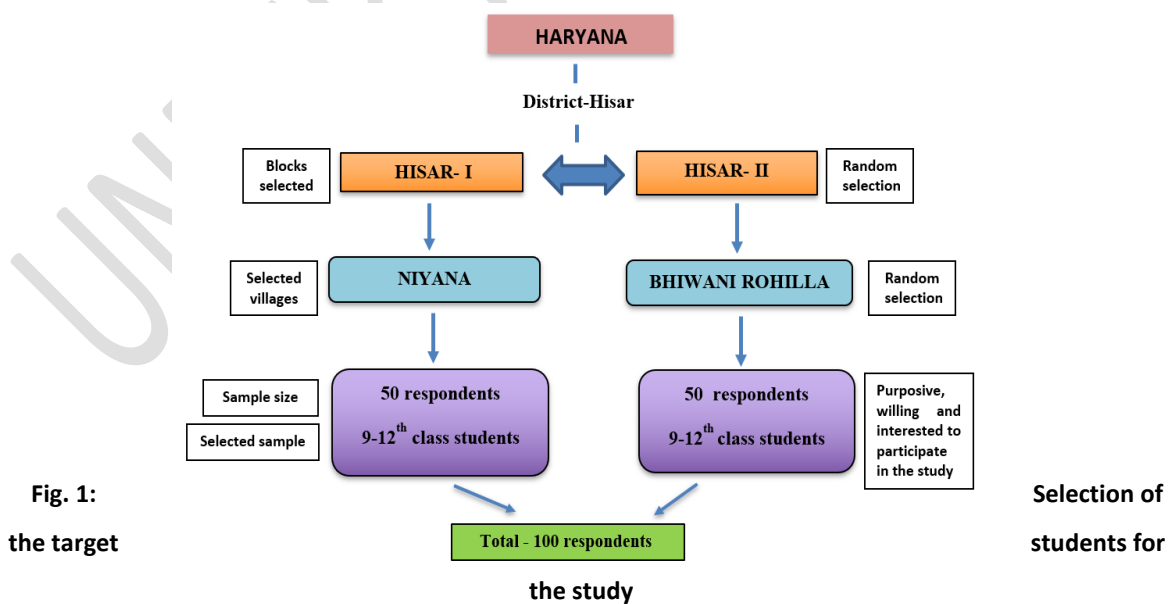 HARYANA
District-Hisar
Blocks
selected
HISAR- I
HISAR- II
Random
selection
Selected
villages
NIYANA
BHIWANI ROHILLA
Random
selection
Sample size
Selected sample
50 respondents
9-12th class students
50 respondents
9-12th class students
Purposive,
willing and
interested to
participate
in the study
Total - 100 respondents
Fig. 1: Selection of
the target students for
the study